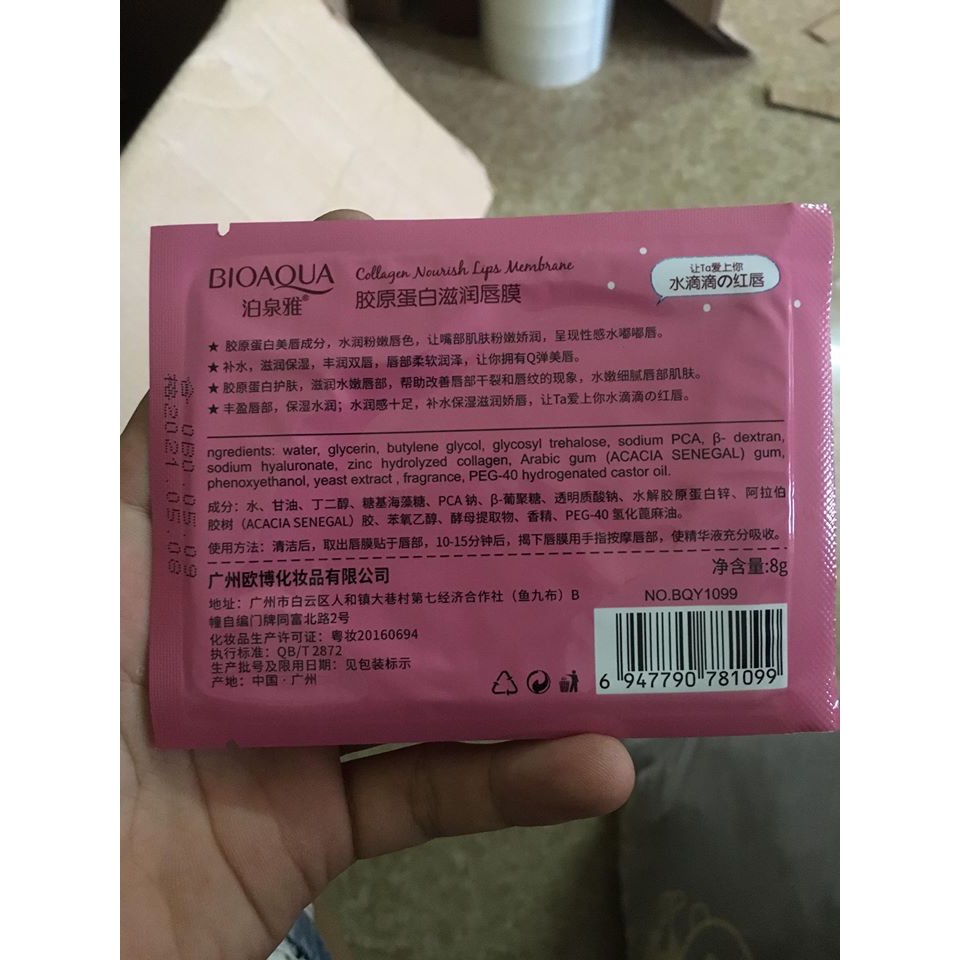 BIOAQUA
泊泉雅®
Collagen Nourish Lips Membrane
胶原蛋白滋润唇膜
让Ta爱上你
水滴滴の红唇
★ 胶原蛋白美唇成分，水润粉嫩唇色，让嘴部肌肤粉嫩娇润，呈现性感水嘟嘟唇。
★ 补水，滋润保湿，丰润双唇，唇部柔软润泽，让你拥有Q弹美唇。
★ 胶原蛋白护肤，滋润水嫩唇部，帮助改善唇部干裂和唇纹的现象，水嫩细腻唇部肌肤。
★ 丰盈唇部，保湿水润；水润感十足，补水保湿滋润娇唇，让Ta爱上你水滴滴の红唇。
ngredients: water, glycerin, butylene glycol, glycosyl trehalose, sodium PCA, β- dextran,
sodium hyaluronate, zinc hydrolyzed collagen, Arabic gum (ACACIA SENEGAL) gum,
phenoxyethanol, yeast extract , fragrance, PEG-40 hydrogenated castor oil.
成分：水、甘油、丁二醇、糖基海藻糖、PCA 钠、β-葡聚糖、透明质酸钠、水解胶原蛋白锌、阿拉伯
胶树（ACACIA SENEGAL）胶、苯氧乙醇、酵母提取物、香精、PEG-40 氢化蓖麻油。
使用方法：清洁后，取出唇膜贴于唇部，10-15分钟后，揭下唇膜用手指按摩唇部，使精华液充分吸收。
广州欧博化妆品有限公司
净含量:8g
地址：广州市白云区人和镇大巷村第七经济合作社（鱼九布）B
幢自编门牌同富北路2号
化妆品生产许可证：粤妆20160694
执行标准：QB/T 2872
生产批号及限用日期：见包装标示
产地：中国·广州
NO.BQY1099
6 947790 781099
2021.05.08